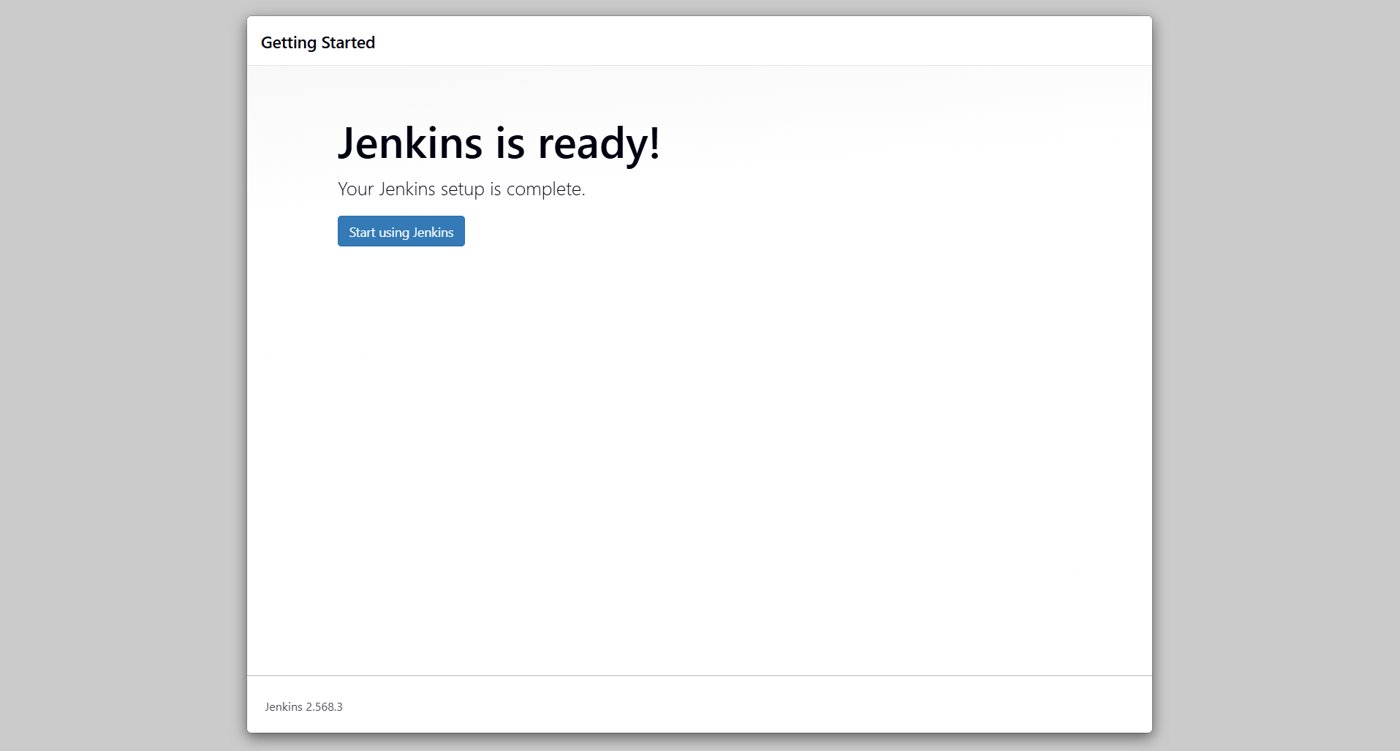 Getting Started
Jenkins is ready!
Your Jenkins setup is complete.
Start using Jenkins
Jenkins 2.568.3